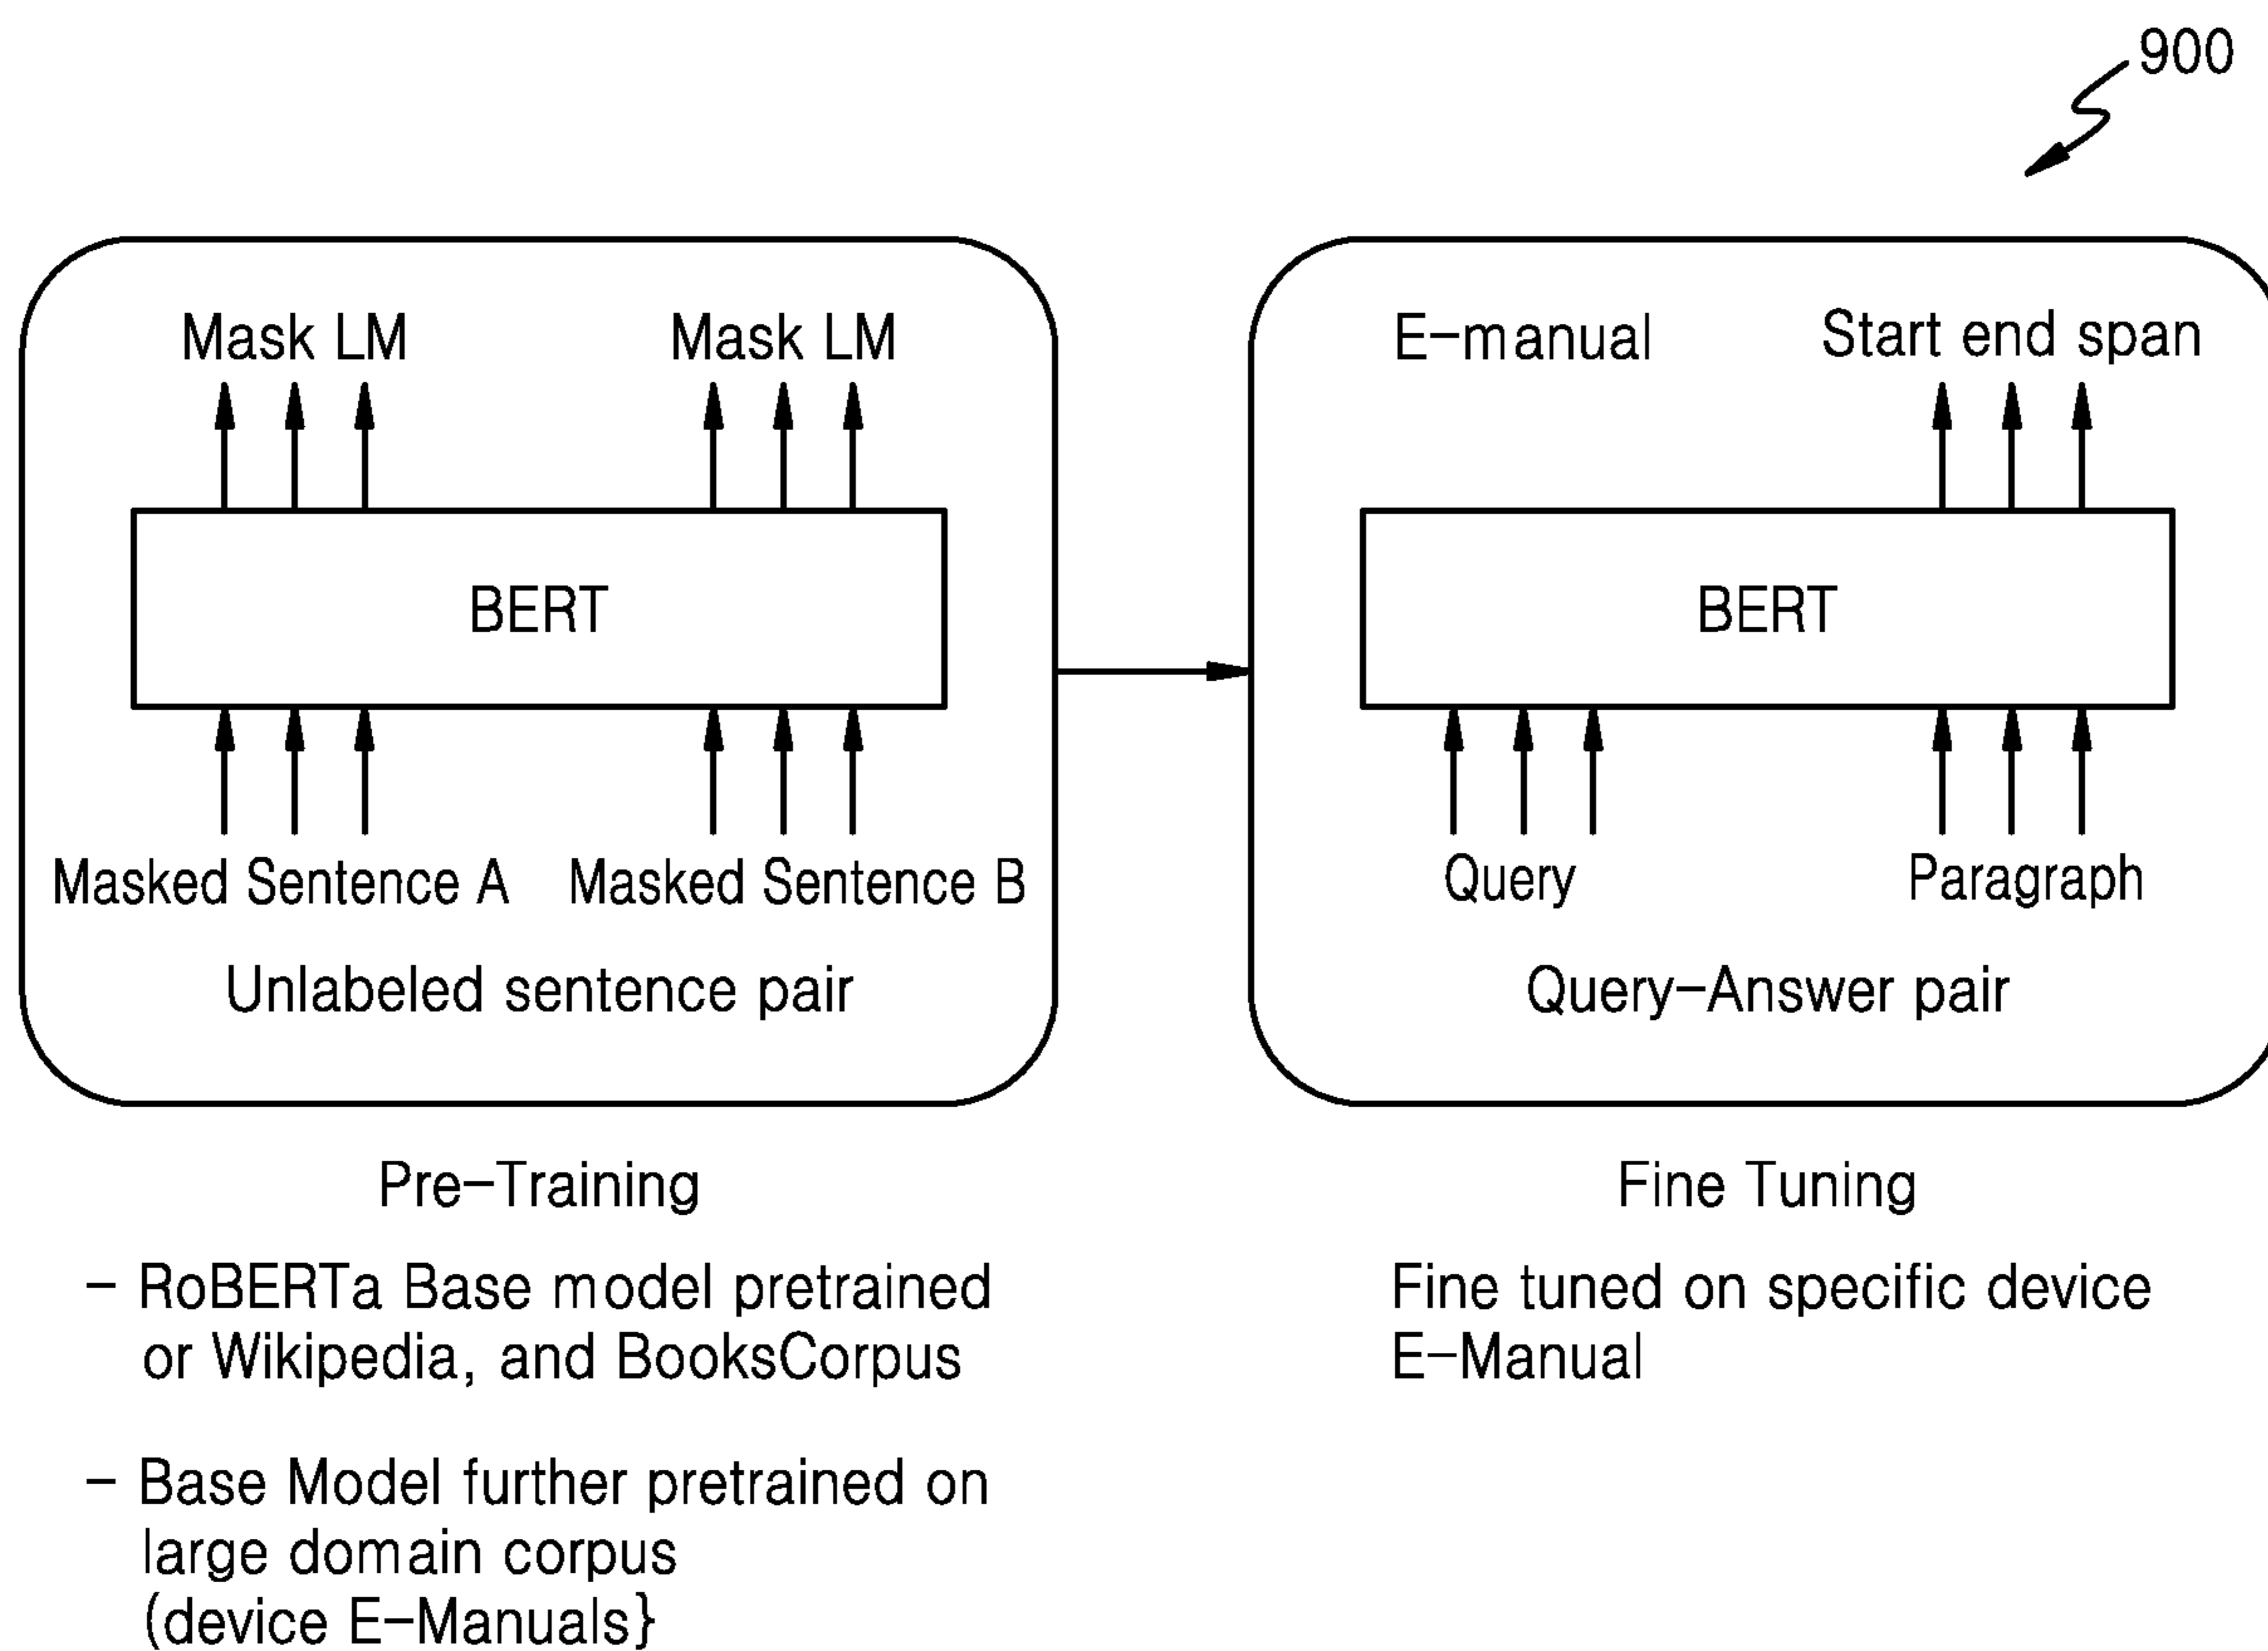 900
Mask LM
Mask LM
BERT
Masked Sentence A
Masked Sentence B
Unlabeled sentence pair
E-manual
Start end span
BERT
Query
Paragraph
Query-Answer pair
Pre-Training
- RoBERTa Base model pretrained
or Wikipedia, and BooksCorpus
- Base Model further pretrained on
large domain corpus
(device E-Manuals}
Fine Tuning
Fine tuned on specific device
E-Manual